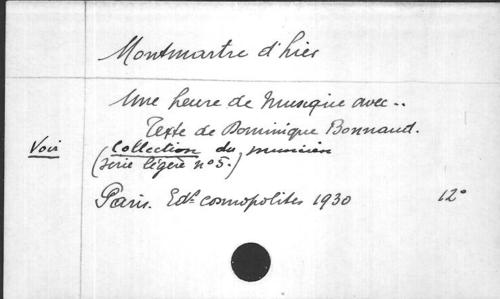 Montmartre d'hier
Une heure de musique avec..
Texte de Dominique Bonnaud.
Voir
Collection du musicien
(série légère n°5.)
Paris. Edns cosmopolites 1930 12°